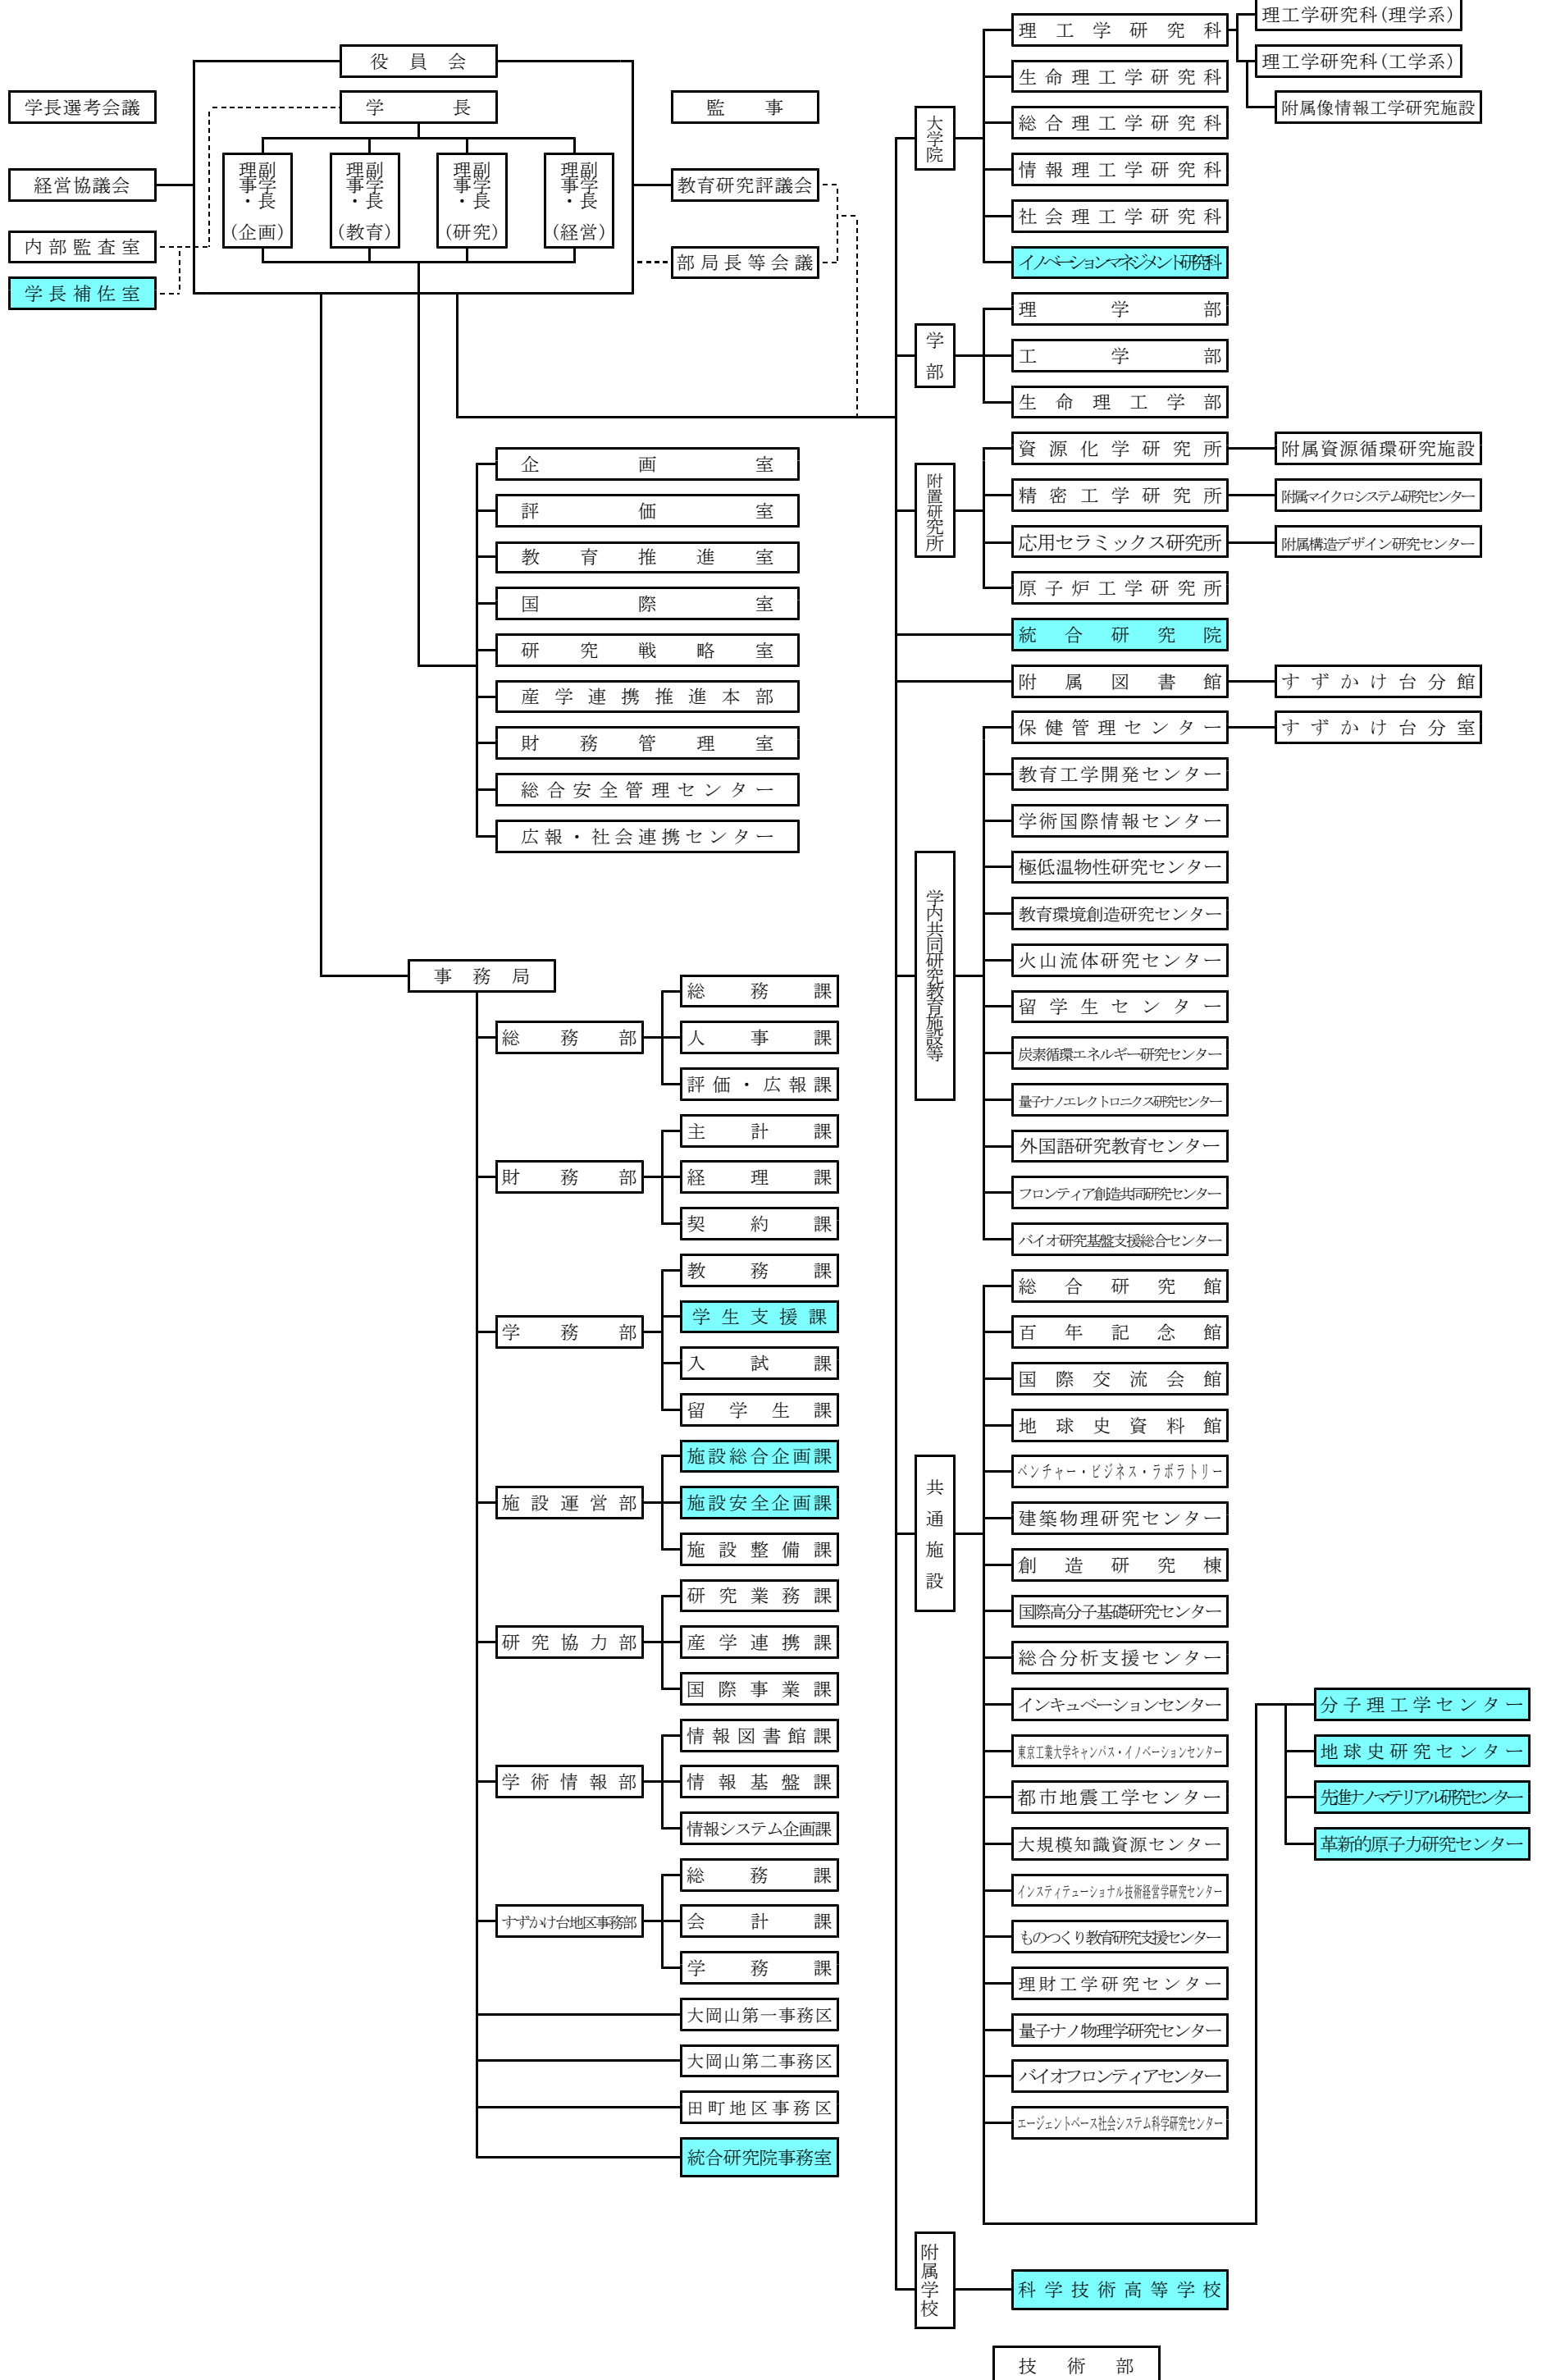 役員会
学長選考会議
学長
監事
経営協議会
理事・副学長(企画)
理事・副学長(教育)
理事・副学長(研究)
理事・副学長(経営)
教育研究評議会
内部監査室
部局長等会議
学長補佐室
企画室
評価室
教育推進室
国際室
研究戦略室
産学連携推進本部
財務管理室
総合安全管理センター
広報・社会連携センター
事務局
総務部
総務課
人事課
評価・広報課
財務部
主計課
経理課
契約課
学務部
教務課
学生支援課
入試課
留学生課
施設運営部
施設総合企画課
施設安全企画課
施設整備課
研究協力部
研究業務課
産学連携課
国際事業課
学術情報部
情報図書館課
情報基盤課
情報システム企画課
すずかけ台地区事務部
総務課
会計課
学務課
大岡山第一事務区
大岡山第二事務区
田町地区事務区
統合研究院事務室
大学院
理工学研究科
理工学研究科(理学系)
理工学研究科(工学系)
附属像情報工学研究施設
生命理工学研究科
総合理工学研究科
情報理工学研究科
社会理工学研究科
イノベーションマネジメント研究科
学部
理学部
工学部
生命理工学部
附置研究所
資源化学研究所
附属資源循環研究施設
精密工学研究所
附属マイクロシステム研究センター
応用セラミックス研究所
附属構造デザイン研究センター
原子炉工学研究所
統合研究院
附属図書館
すずかけ台分館
学内共同研究教育施設等
保健管理センター
すずかけ台分室
教育工学開発センター
学術国際情報センター
極低温物性研究センター
教育環境創造研究センター
火山流体研究センター
留学生センター
炭素循環エネルギー研究センター
量子ナノエレクトロニクス研究センター
外国語研究教育センター
フロンティア創造共同研究センター
バイオ研究基盤支援総合センター
共通施設
総合研究館
百年記念館
国際交流会館
地球史資料館
ベンチャー・ビジネス・ラボラトリー
建築物理研究センター
創造研究棟
国際高分子基礎研究センター
総合分析支援センター
インキュベーションセンター
東京工業大学キャンパス・イノベーションセンター
都市地震工学センター
大規模知識資源センター
インスティテューショナル技術経営学研究センター
ものつくり教育研究支援センター
理財工学研究センター
量子ナノ物理学研究センター
バイオフロンティアセンター
エージェントベース社会システム科学研究センター
分子理工学センター
地球史研究センター
先進ナノマテリアル研究センター
革新的原子力研究センター
附属学校
科学技術高等学校
技術部